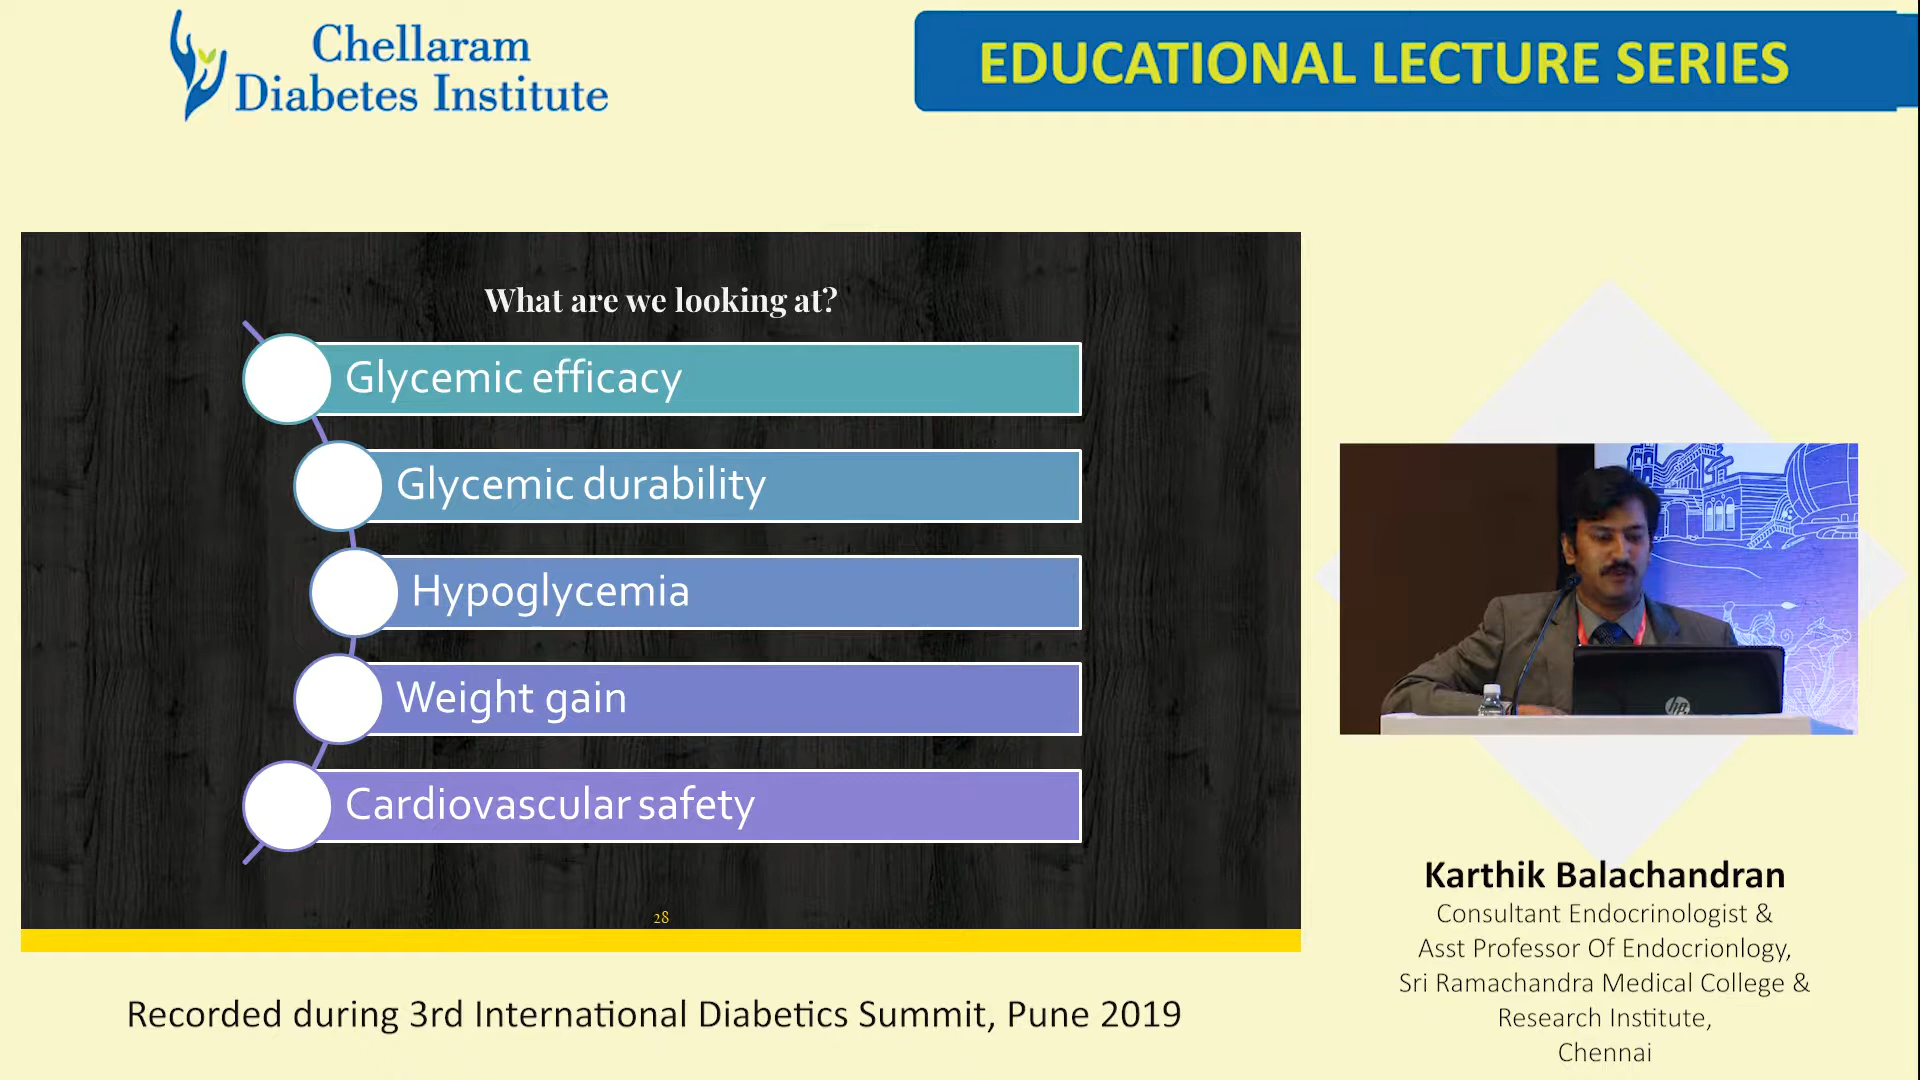 Chellaram
Diabetes Institute
EDUCATIONAL LECTURE SERIES
What are we looking at?
Glycemic efficacy
Glycemic durability
Hypoglycemia
Weight gain
Cardiovascular safety
28
hp
Karthik Balachandran
Consultant Endocrinologist &
Asst Professor Of Endocrionlogy,
Sri Ramachandra Medical College &
Research Institute,
Chennai
Recorded during 3rd International Diabetics Summit, Pune 2019